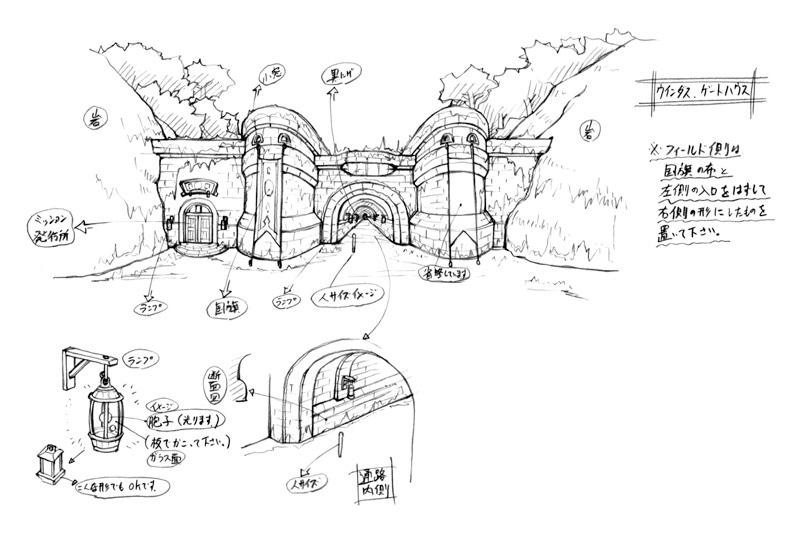 小窓
岩
岩
ウインダス.ゲートハウス
※フィールド側は
国旗の布と
左側の入口をはずして
右側の形にしたものを
置いて下さい。
ミッション
発行所
ランプ
国旗
ランプ
人サイズイメージ
省略しています
ランプ
イメージ
胞子(光ります)
(枝でかこって下さい。)
ガラス面
こんな形でもOKです。
断面図
人サイズ
通路
内側